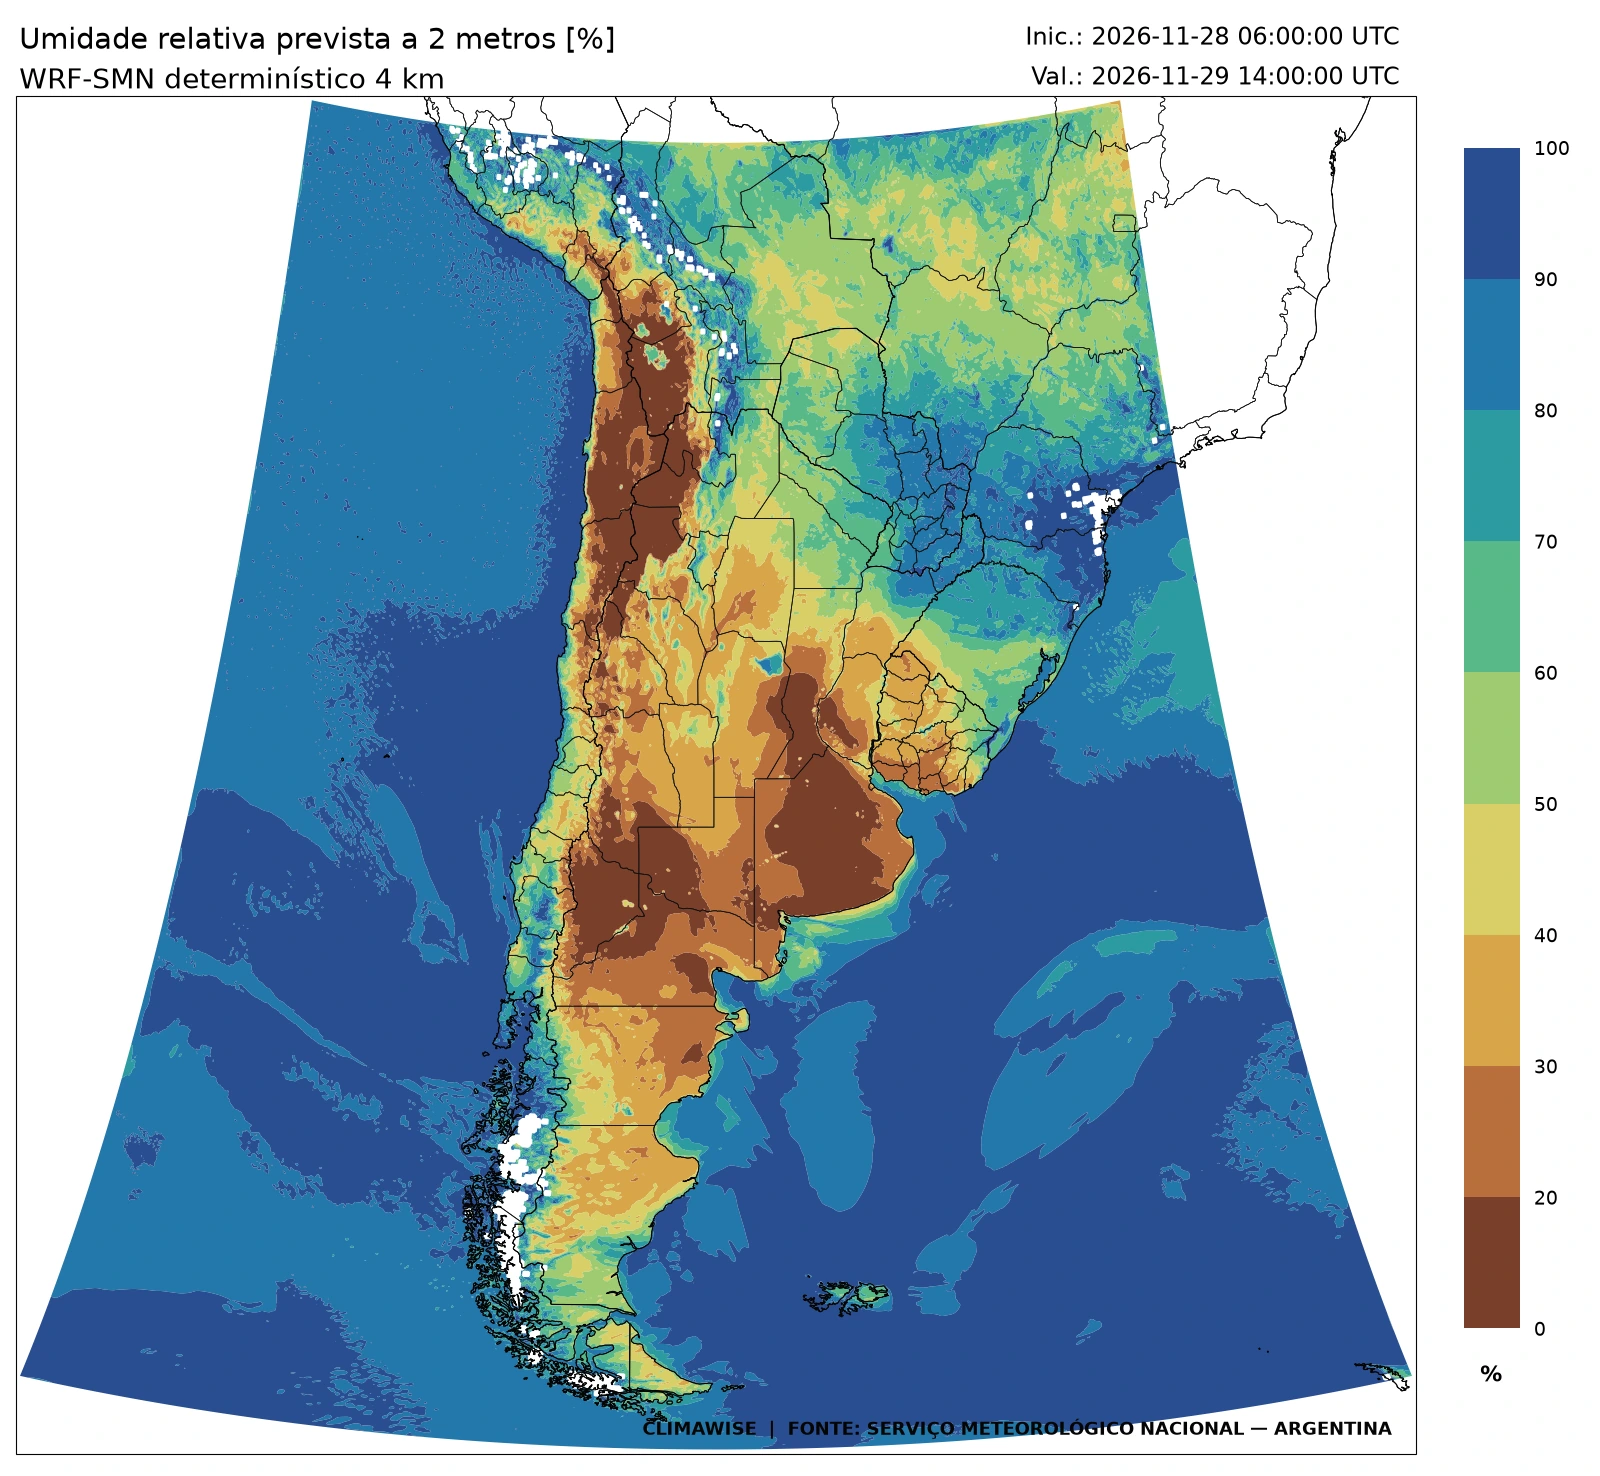 Umidade relativa prevista a 2 metros [%]
WRF-SMN determinístico 4 km
Inic.: 2026-11-28 06:00:00 UTC
Val.: 2026-11-29 14:00:00 UTC
100
90
80
70
60
50
40
30
20
0
%
CLIMAWISE | FONTE: SERVIÇO METEOROLÓGICO NACIONAL — ARGENTINA